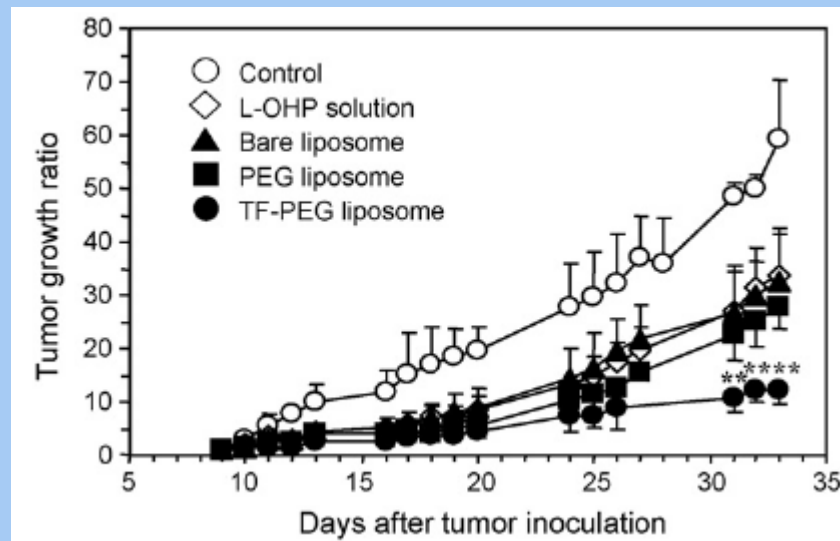 80
70
60
50
40
30
20
10
0
Tumor growth ratio
Control
L-OHP solution
Bare liposome
PEG liposome
TF-PEG liposome
** ****
5 10 15 20 25 30 35
Days after tumor inoculation